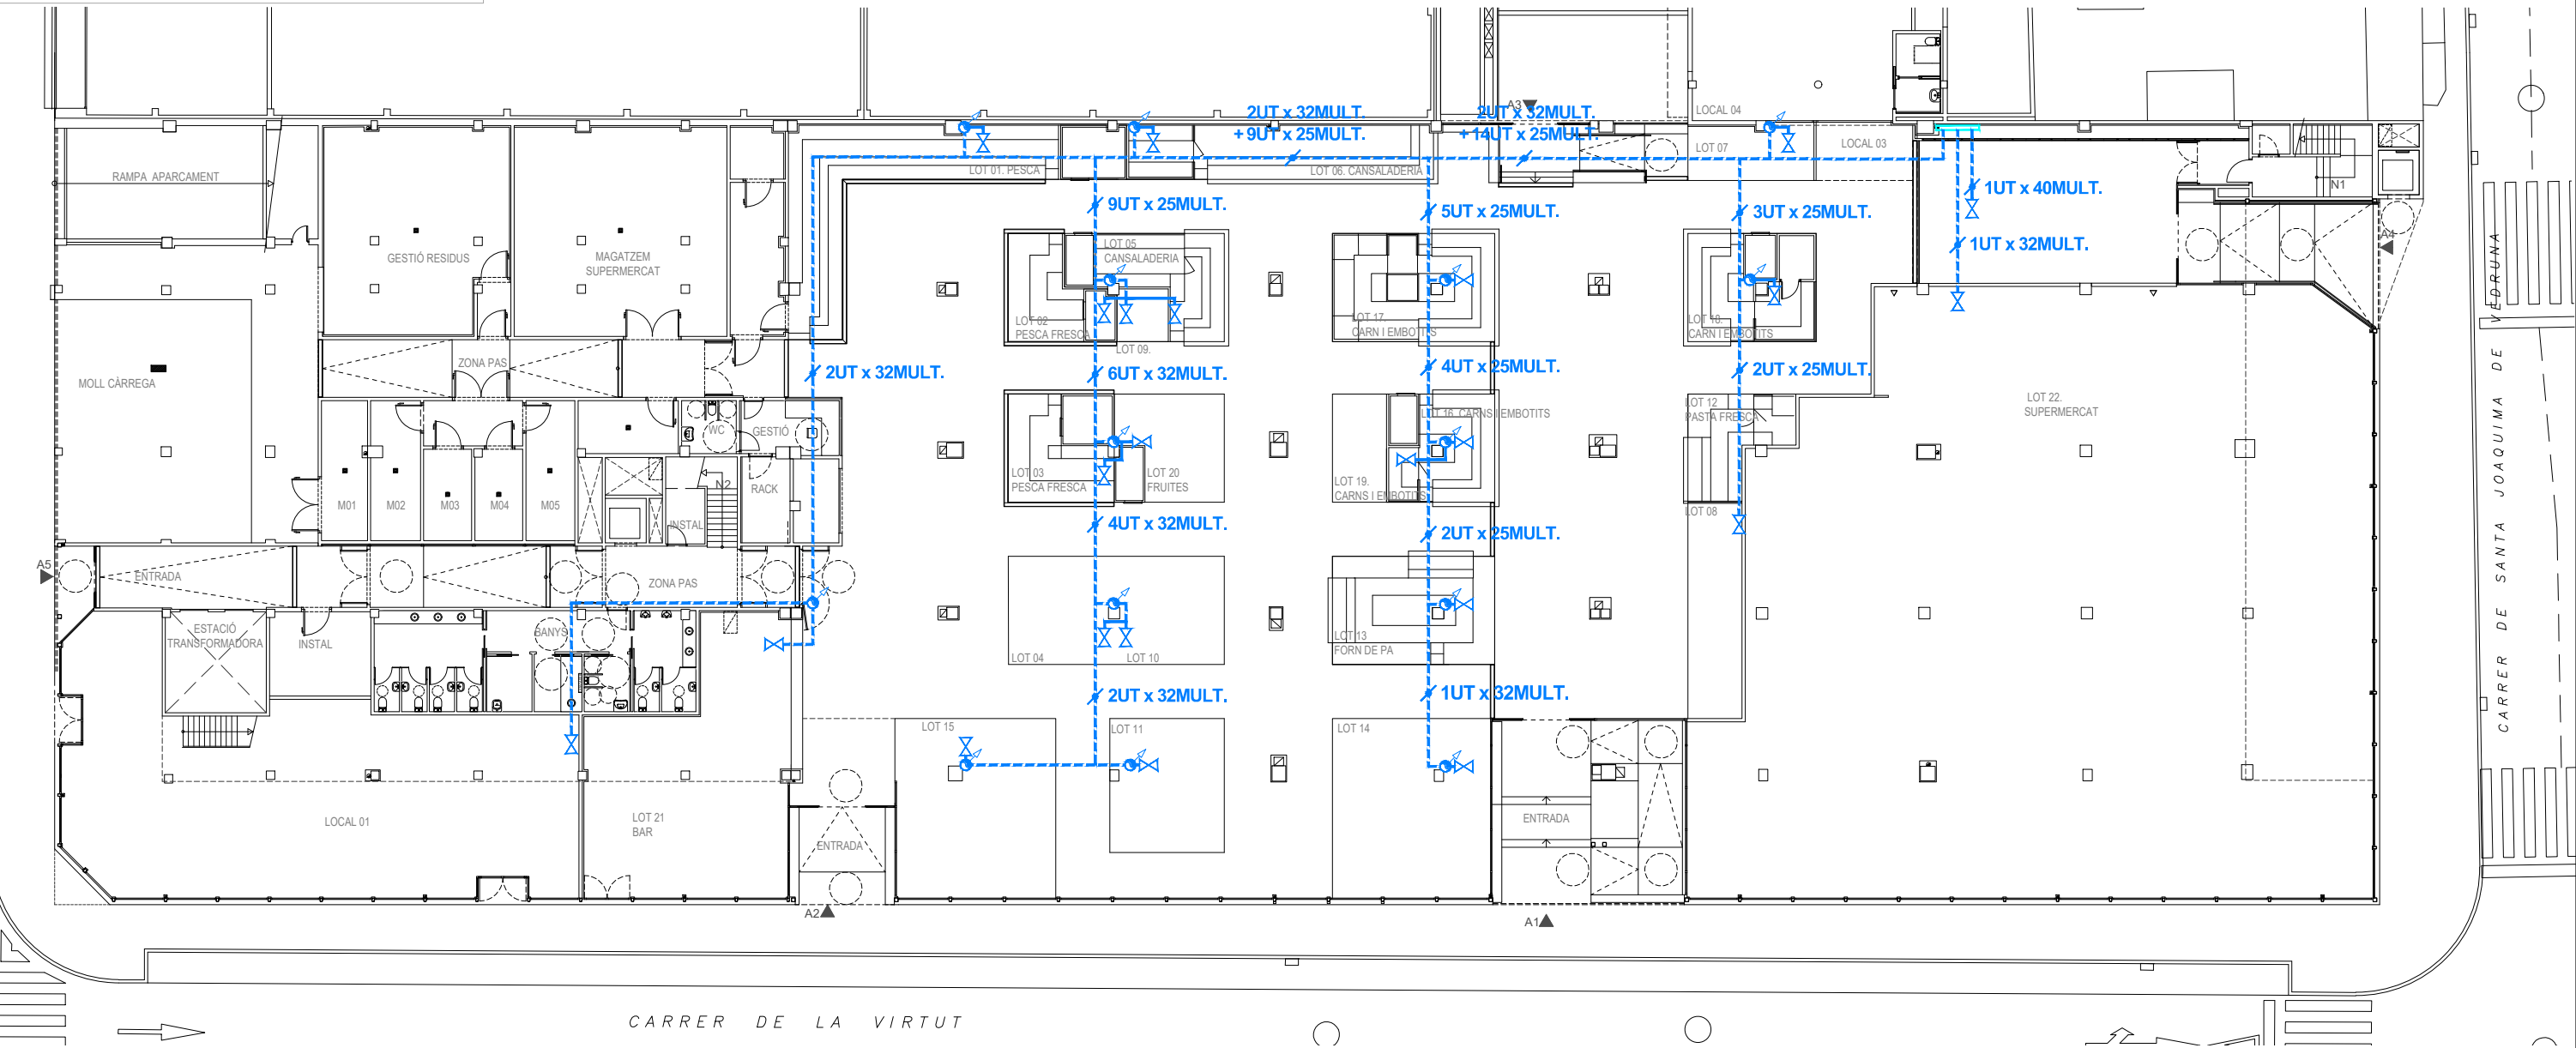 2UT x 32MULT.
+ 9UT x 25MULT.
A3
2UT x 32MULT.
+ 14UT x 25MULT.
LOCAL 04
LOT 07
LOCAL 03
RAMPA APARCAMENT
LOT 01. PESCA
LOT 06. CANSALADERIA
N1
1UT x 40MULT.
9UT x 25MULT.
5UT x 25MULT.
3UT x 25MULT.
A4
GESTIÓ RESIDUS
MAGATZEM
SUPERMERCAT
LOT 05
CANSALADERIA
1UT x 32MULT.
LOT 02
PESCA FRESCA
LOT 17.
CARN I EMBOTITS
LOT 18.
CARN I EMBOTITS
LOT 09.
ZONA PAS
MOLL CÀRREGA
2UT x 32MULT.
6UT x 32MULT.
4UT x 25MULT.
2UT x 25MULT.
LOT 12
PASTA FRESCA
LOT 22.
SUPERMERCAT
LOT 16. CARNS I EMBOTITS
WC
GESTIÓ
LOT 03
PESCA FRESCA
LOT 20
FRUITES
LOT 19.
CARNS I EMBOTITS
N2
RACK
M01
M02
M03
M04
M05
INSTAL
LOT 08
4UT x 32MULT.
2UT x 25MULT.
A5
ENTRADA
ZONA PAS
ESTACIÓ
TRANSFORMADORA
INSTAL
BANYS
LOT 04
LOT 10
LOT 13
FORN DE PA
2UT x 32MULT.
1UT x 32MULT.
LOT 15
LOT 11
LOT 14
LOCAL 01
LOT 21
BAR
ENTRADA
ENTRADA
A2
A1
CARRER DE LA VIRTUT
CARRER DE SANTA JOAQUIMA DE VEDRUNA